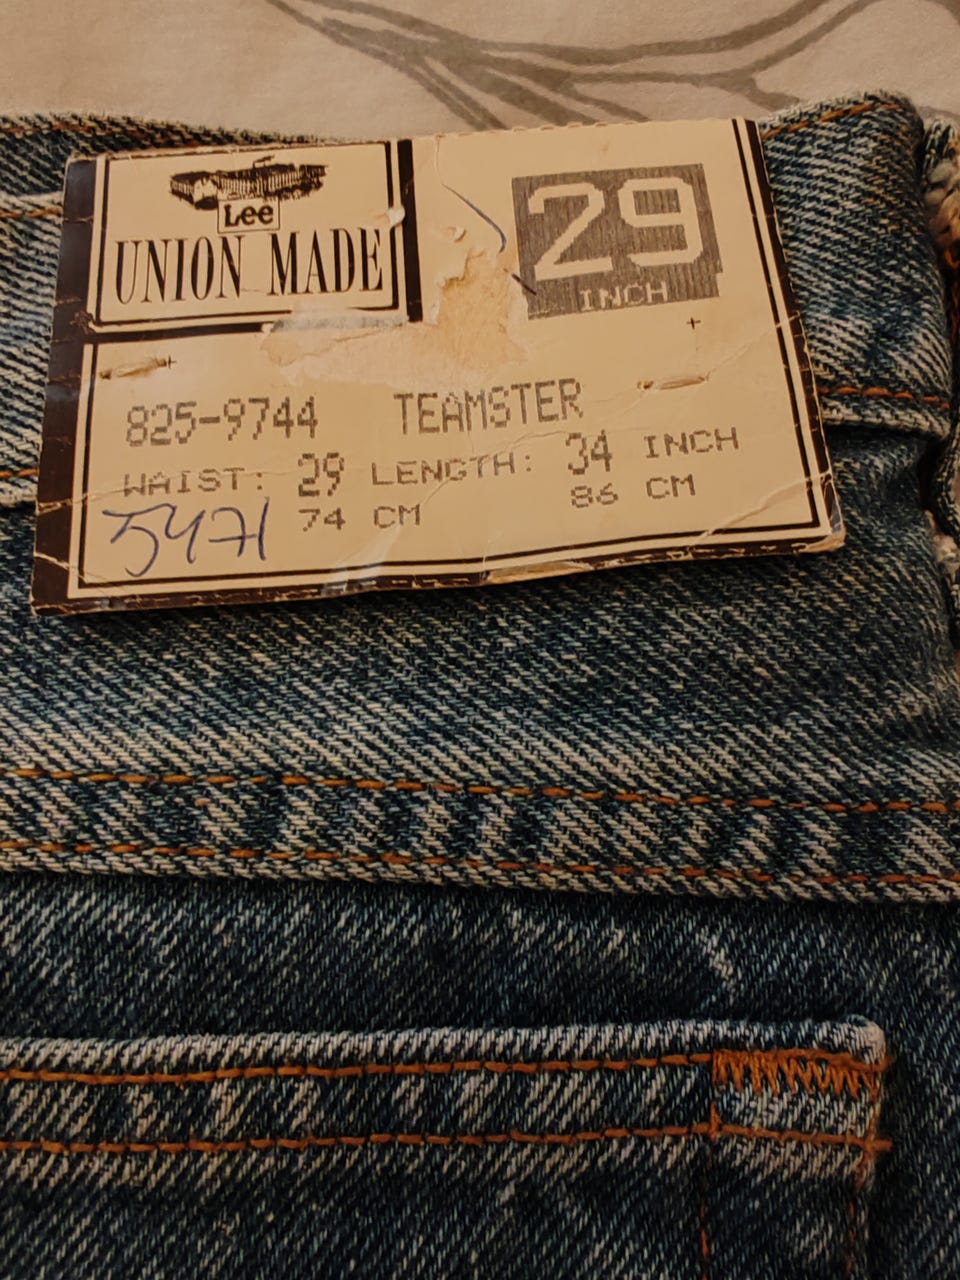 Lee
UNION MADE
29
INCH
825-9744 TEAMSTER
WAIST: 29 LENGTH: 34 INCH
74 CM 86 CM
5471